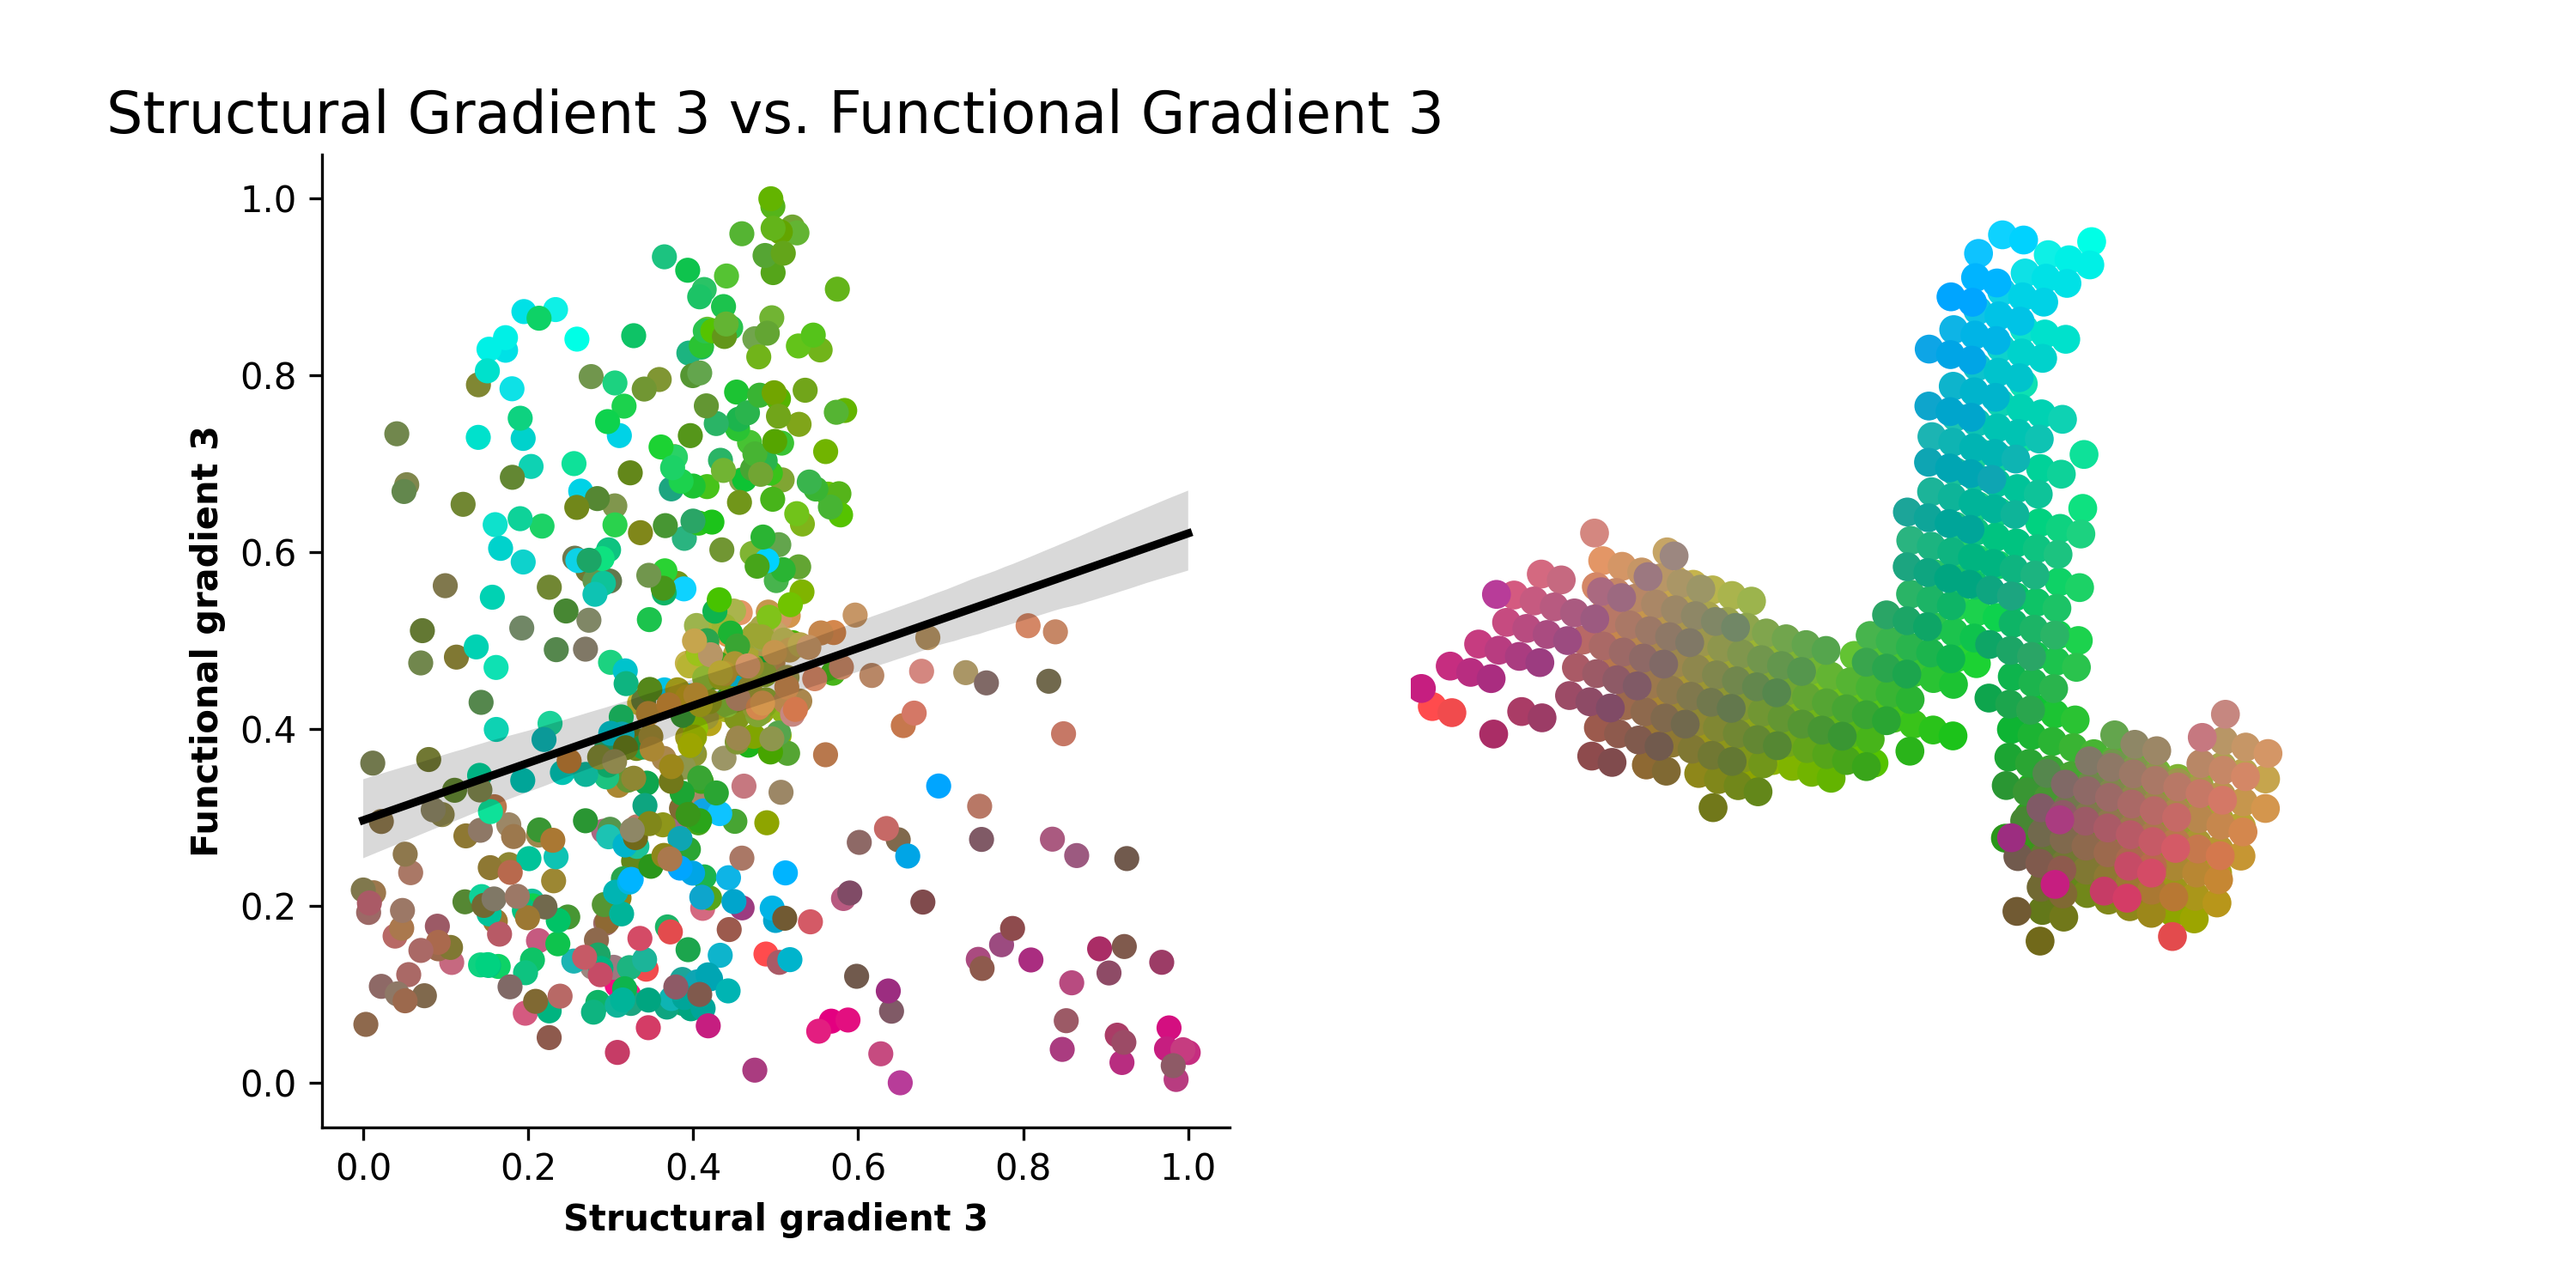 Structural Gradient 3 vs. Functional Gradient 3
1.0
0.8
0.6
0.4
0.2
0.0
Functional gradient 3
0.0 0.2 0.4 0.6 0.8 1.0
Structural gradient 3